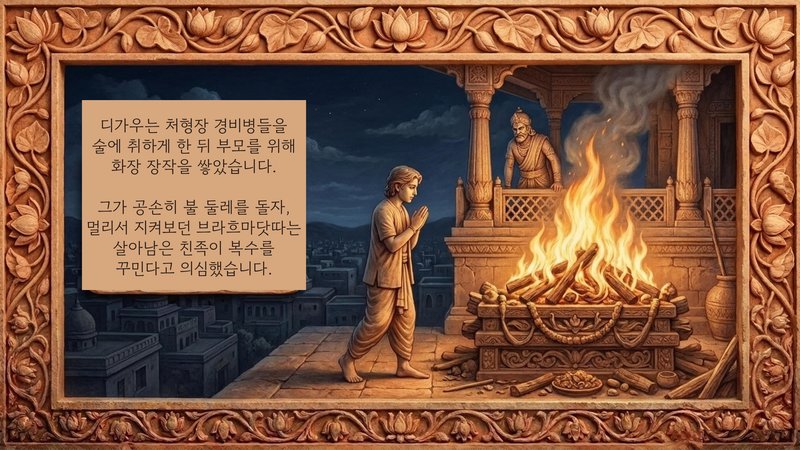 디가우는 처형장 경비병들을
술에 취하게 한 뒤 부모를 위해
화장 장작을 쌓았습니다.
그가 공손히 불 둘레를 돌자,
멀리서 지켜보던 브라흐마닷따는
살아남은 친족이 복수를
꾸민다고 의심했습니다.